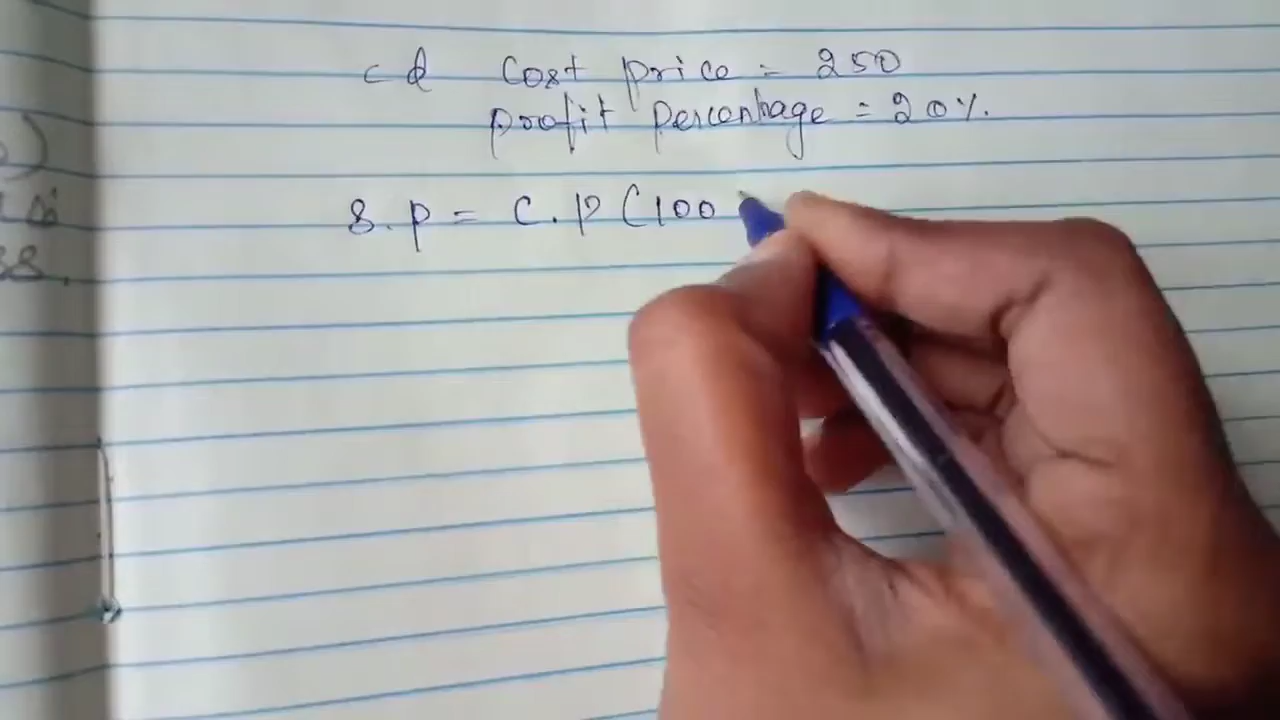 Cost price = 250
profit percentage = 20%.
S.p = C.P (100